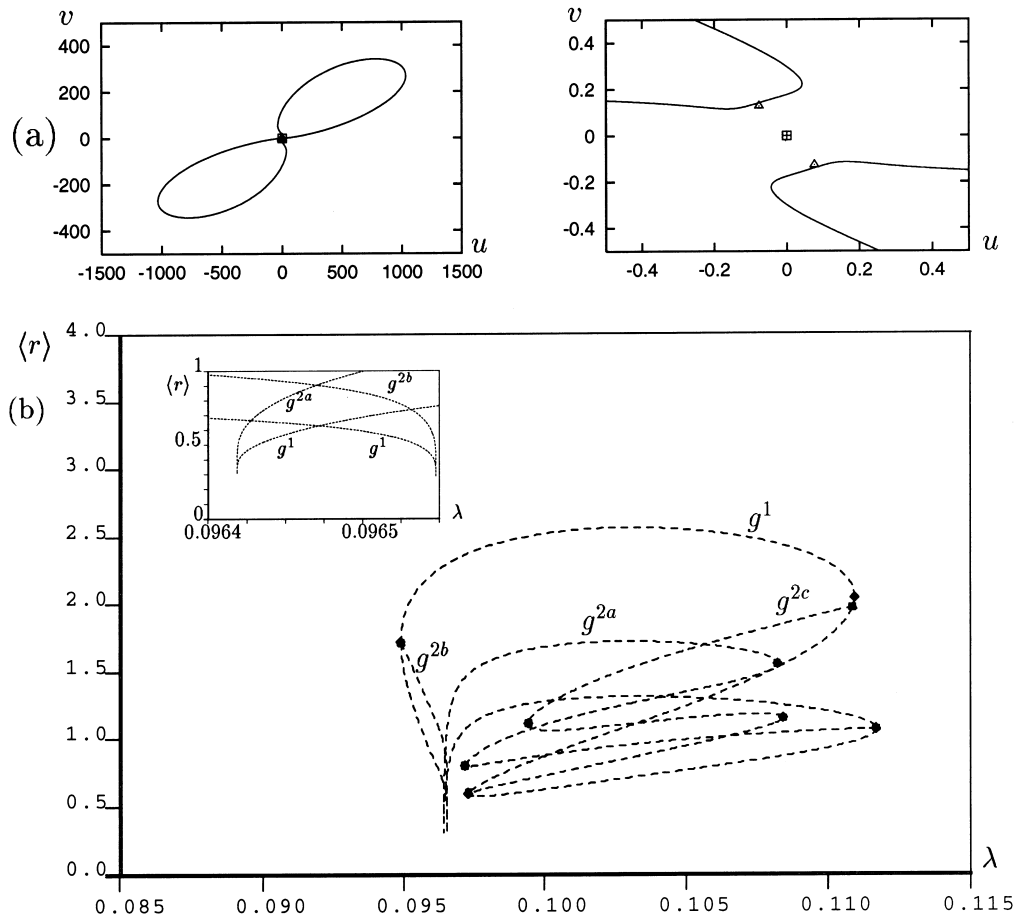 (a)
v
400
200
0
-200
-400
u
-1500 -1000 -500 0 500 1000 1500
v
0.4
0.2
0
-0.2
-0.4
u
-0.4 -0.2 0 0.2 0.4
(b)
⟨r⟩
4.0
3.5
3.0
2.5
2.0
1.5
1.0
0.5
0.0
⟨r⟩
1
0.5
0
g^{2b}
g^{2a}
g^1
g^1
λ
0.0964 0.0965
g^1
g^{2c}
g^{2a}
g^{2b}
λ
0.085 0.090 0.095 0.100 0.105 0.110 0.115